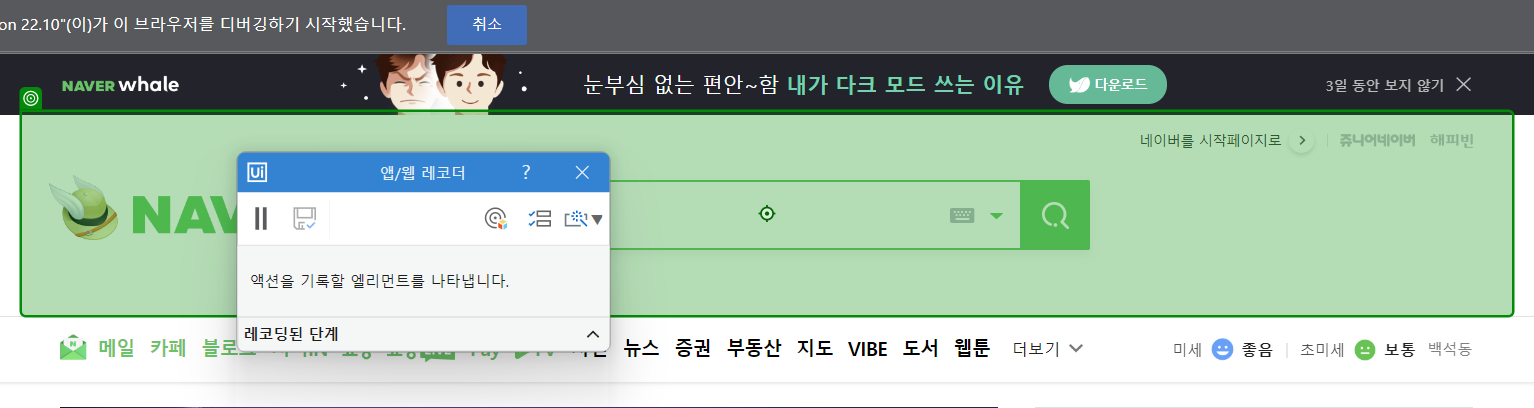 on 22.10"(이)가 이 브라우저를 디버깅하기 시작했습니다. 취소
NAVER whale 눈부심 없는 편안~함 내가 다크 모드 쓰는 이유 다운로드 3일 동안 보지 않기
네이버를 시작페이지로 쥬니어네이버 해피빈
Ui 앱/웹 레코더 ?
NAV
액션을 기록할 엘리먼트를 나타냅니다.
레코딩된 단계
N 메일 카페 뉴스 증권 부동산 지도 VIBE 도서 웹툰 더보기 미세 좋음 초미세 보통 백석동